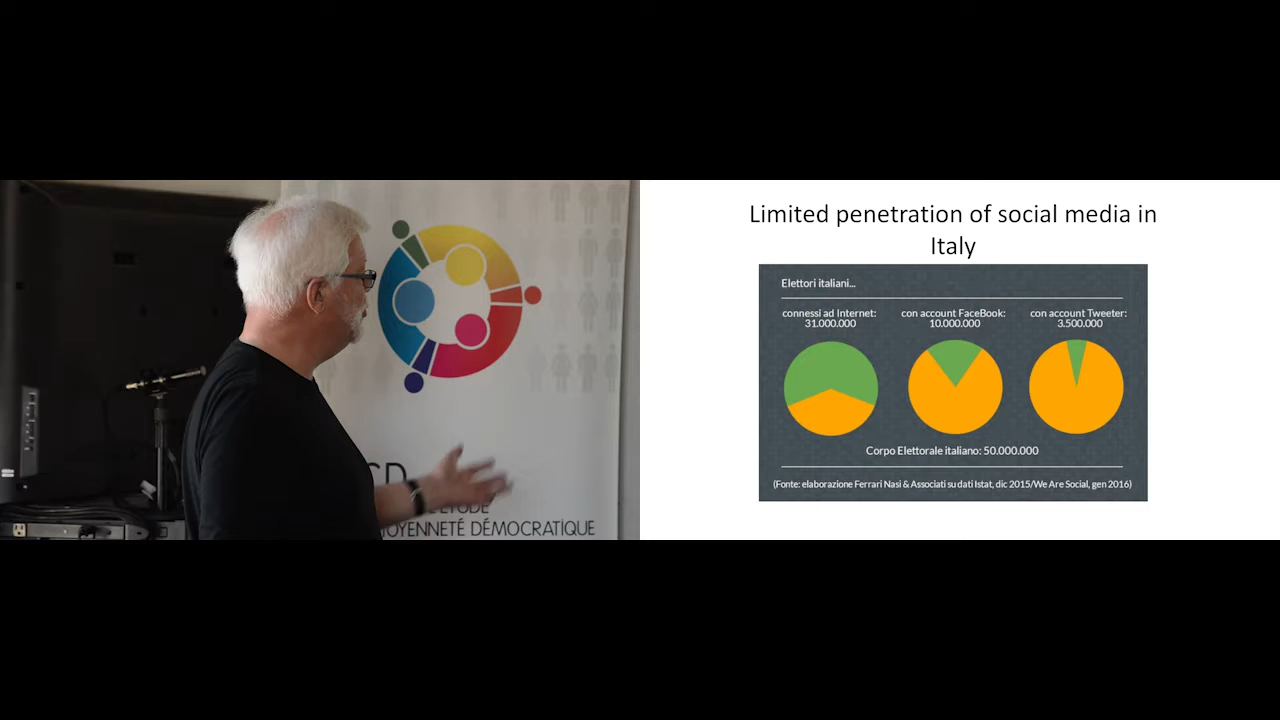 Limited penetration of social media in
Italy
Elettori italiani...
connessi ad Internet:
31.000.000
con account FaceBook:
10.000.000
con account Tweeter:
3.500.000
Corpo Elettorale italiano: 50.000.000
(Fonte: elaborazione Ferrari Nasi & Associati su dati Istat, dic 2015/We Are Social, gen 2016)
DÉMOCRATIQUE